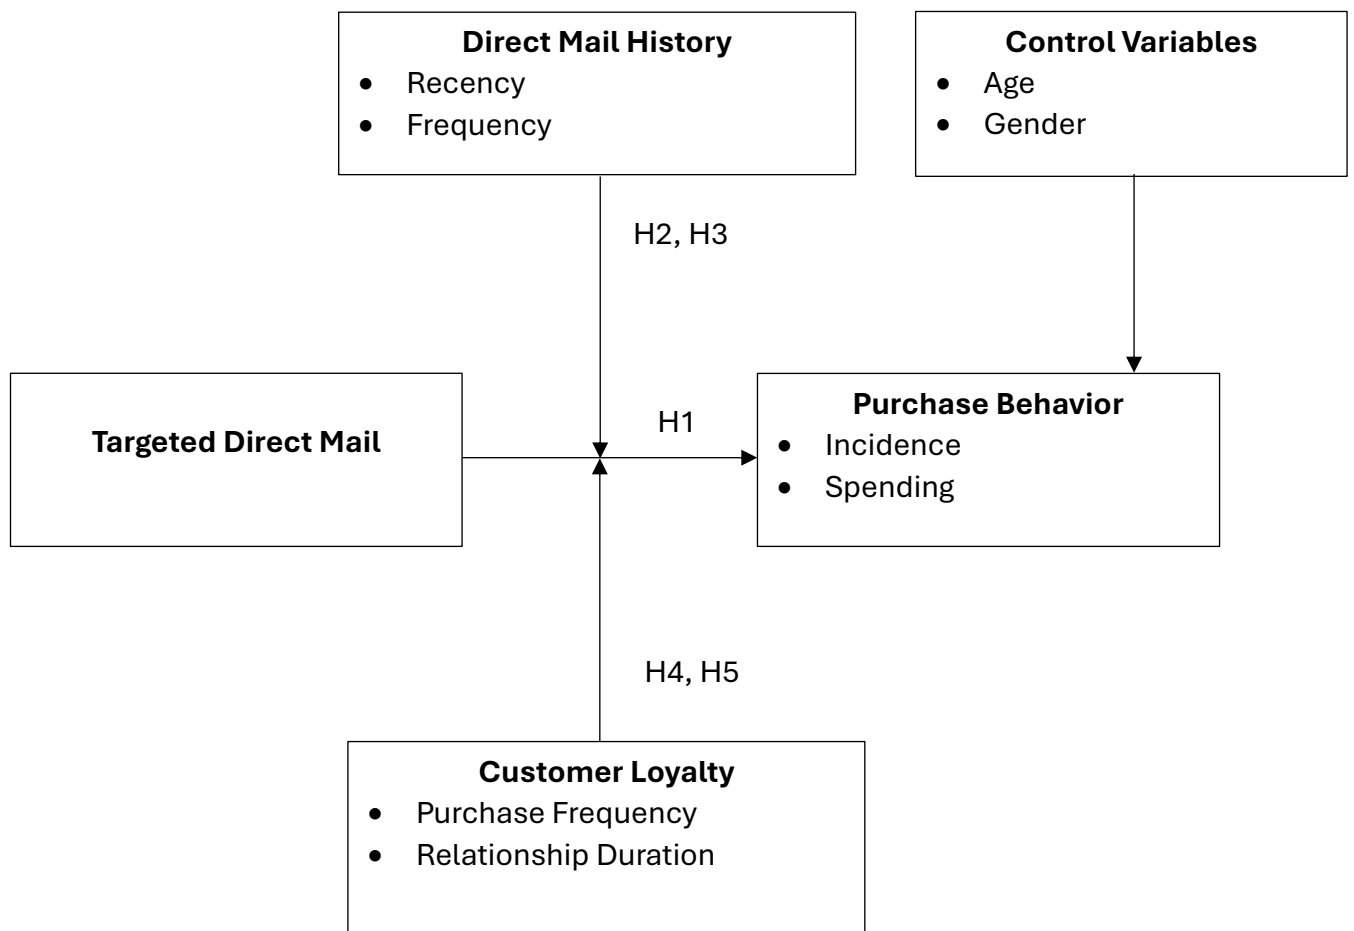 Direct Mail History
• Recency
• Frequency
Control Variables
• Age
• Gender
H2, H3
Targeted Direct Mail
H1
Purchase Behavior
• Incidence
• Spending
H4, H5
Customer Loyalty
• Purchase Frequency
• Relationship Duration